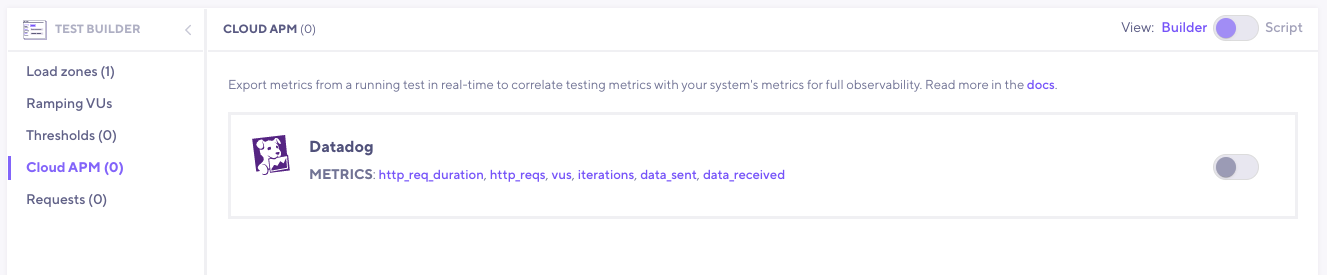 TEST BUILDER
Load zones (1)
Ramping VUs
Thresholds (0)
Cloud APM (0)
Requests (0)
CLOUD APM (0)
View: Builder Script
Export metrics from a running test in real-time to correlate testing metrics with your system's metrics for full observability. Read more in the docs.
Datadog
METRICS: http_req_duration, http_reqs, vus, iterations, data_sent, data_received